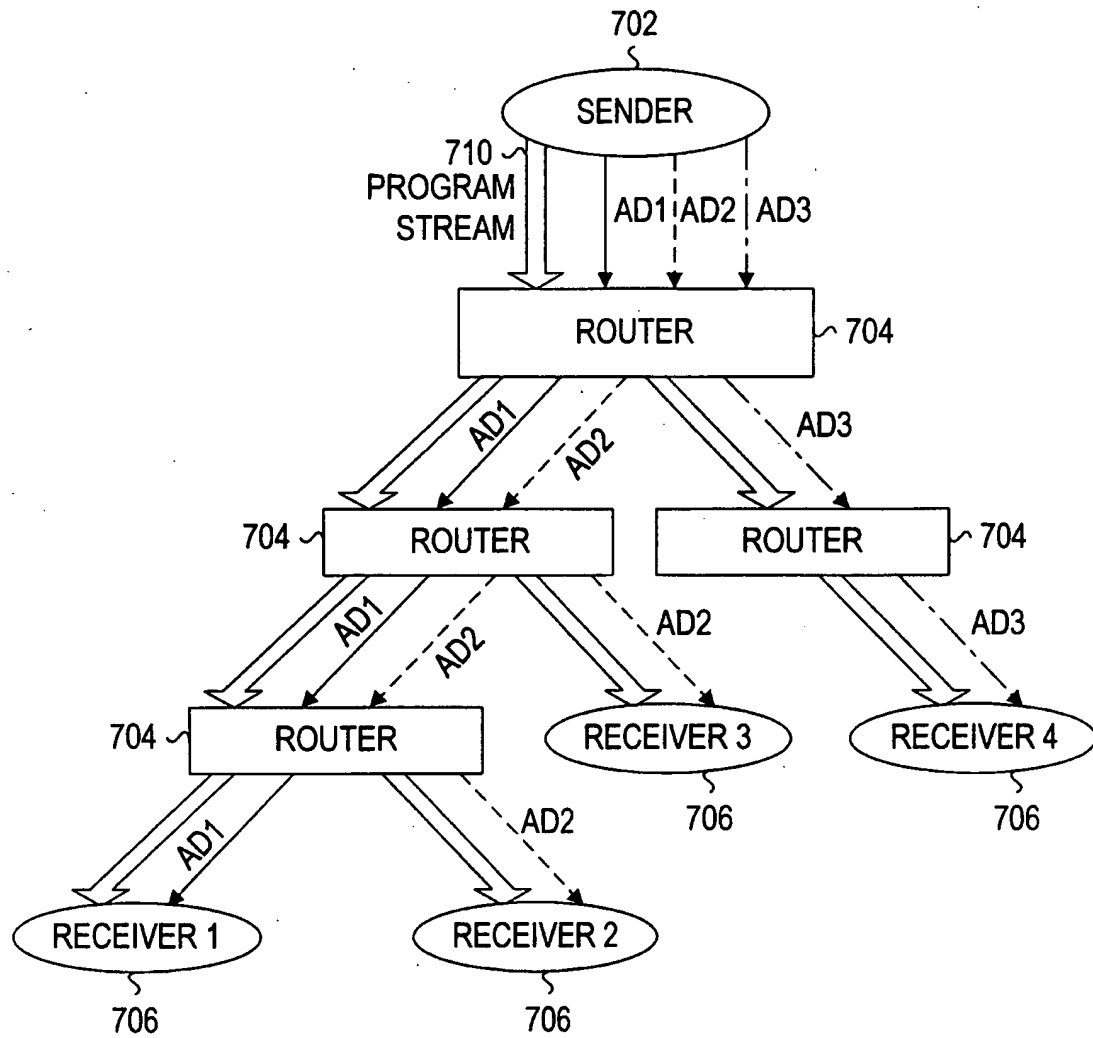 702
SENDER
710
PROGRAM
STREAM
AD1
AD2
AD3
ROUTER
704
AD1
AD2
AD3
704
ROUTER
ROUTER
704
AD1
AD2
AD2
AD3
704
ROUTER
RECEIVER 3
RECEIVER 4
706
706
AD1
AD2
RECEIVER 1
RECEIVER 2
706
706